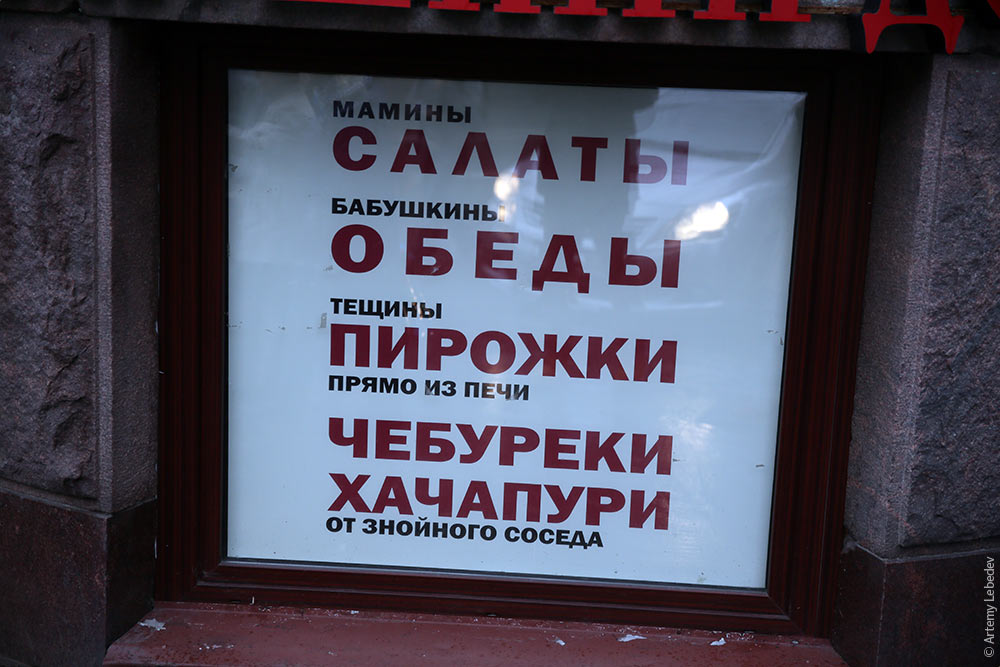 МАМИНЫ
САЛАТЫ
БАБУШКИНЫ
ОБЕДЫ
ТЕЩИНЫ
ПИРОЖКИ
ПРЯМО ИЗ ПЕЧИ
ЧЕБУРЕКИ
ХАЧАПУРИ
ОТ ЗНОЙНОГО СОСЕДА
© Artemy Lebedev